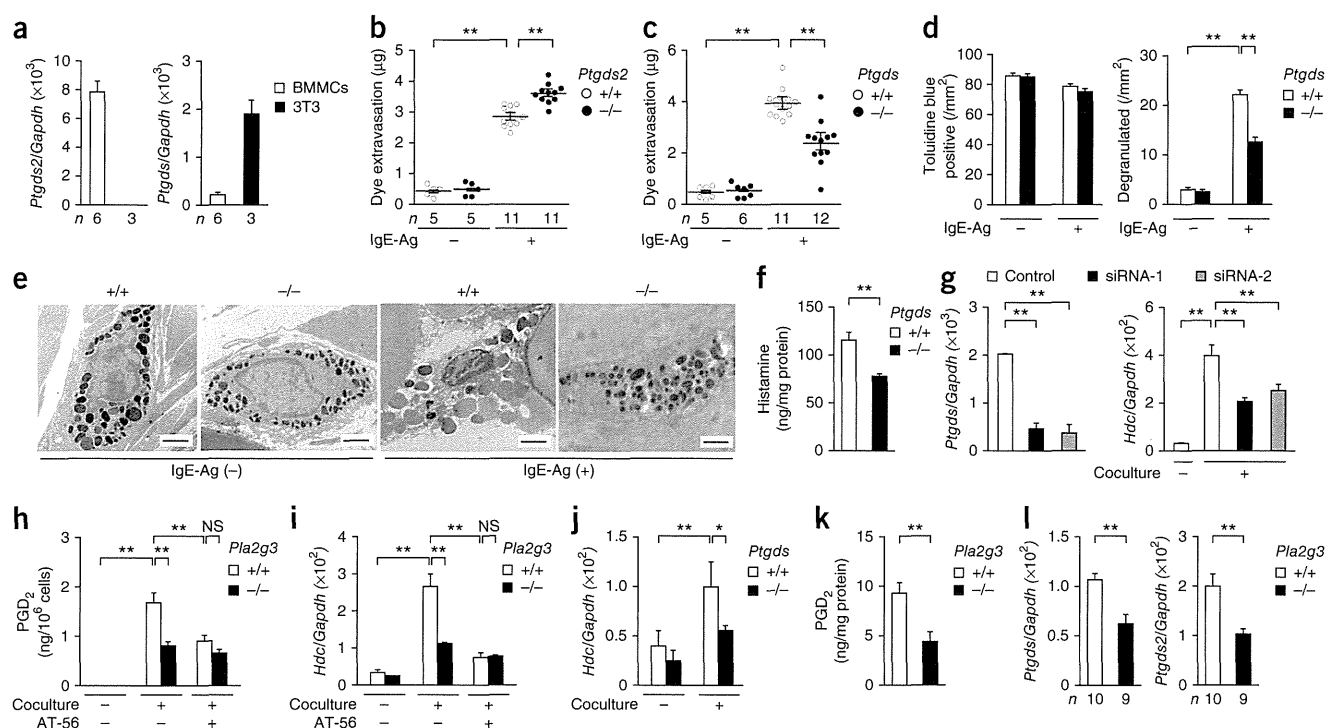 a
Ptgds2/Gapdh (×10³)
10
8
6
4
2
0
n 6 3
Ptgds/Gapdh (×10³)
3
2
1
0
n 6 3
BMMCs
3T3
b
** **
Dye extravasation (μg)
5
4
3
2
1
0
Ptgds2
+/+
−/−
n 5 5 11 11
IgE-Ag − +
c
** **
Dye extravasation (μg)
6
4
2
0
Ptgds
+/+
−/−
n 5 6 11 12
IgE-Ag − +
d
Toluidine blue
positive (/mm²)
100
80
60
40
20
0
IgE-Ag − +
** **
Degranulated (/mm²)
30
20
10
0
Ptgds
+/+
−/−
IgE-Ag − +
e
+/+ −/− +/+ −/−
IgE-Ag (−) IgE-Ag (+)
f
**
Histamine
(ng/mg protein)
150
100
50
0
Ptgds
+/+
−/−
g
Control siRNA-1 siRNA-2
Ptgds/Gapdh (×10³)
3
2
1
0
**
**
Hdc/Gapdh (×10²)
6
4
2
0
**
** **
Coculture − +
h
** NS
** **
PGD₂
(ng/10⁶ cells)
3
2
1
0
Pla2g3
+/+
−/−
Coculture − + +
AT-56 − − +
i
** NS
** **
Hdc/Gapdh (×10²)
4
3
2
1
0
Pla2g3
+/+
−/−
Coculture − + +
AT-56 − − +
j
** *
Hdc/Gapdh (×10²)
1.5
1.0
0.5
0
Ptgds
+/+
−/−
Coculture − +
k
**
PGD₂
(ng/mg protein)
15
10
5
0
Pla2g3
+/+
−/−
l
**
Ptgds/Gapdh (×10²)
1.5
1.0
0.5
0
n 10 9
**
Ptgds2/Gapdh (×10²)
3
2
1
0
n 10 9
Pla2g3
+/+
−/−